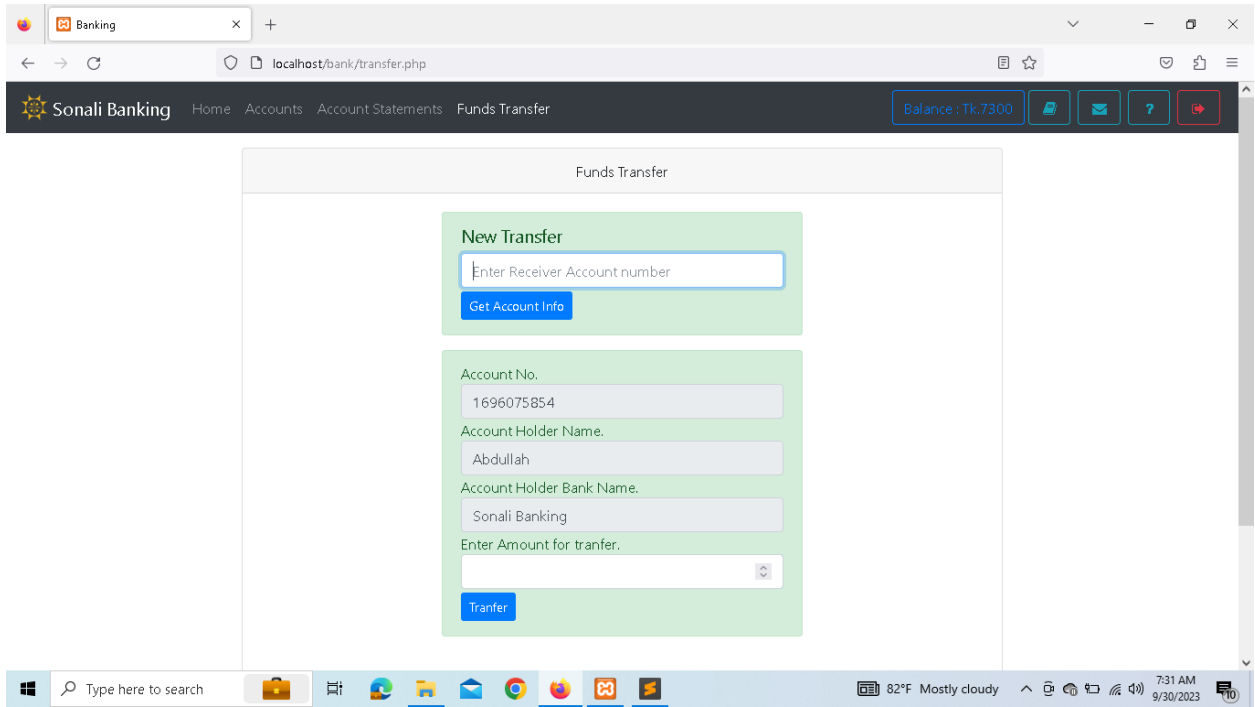 Banking
localhost/bank/transfer.php
Sonali Banking Home Accounts Account Statements Funds Transfer Balance : Tk.7300 ?
Funds Transfer
New Transfer
Enter Receiver Account number
Get Account Info
Account No.
1696075854
Account Holder Name.
Abdullah
Account Holder Bank Name.
Sonali Banking
Enter Amount for tranfer.
Tranfer
Type here to search
82°F Mostly cloudy
7:31 AM
9/30/2023
10